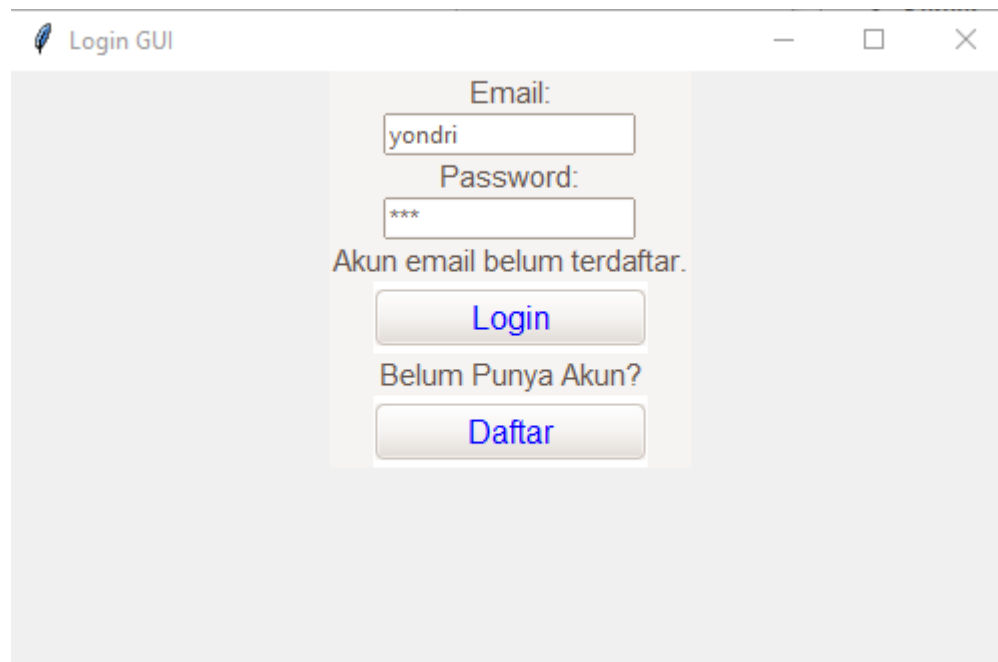 Login GUI
Email:
yondri
Password:
***
Akun email belum terdaftar.
Login
Belum Punya Akun?
Daftar